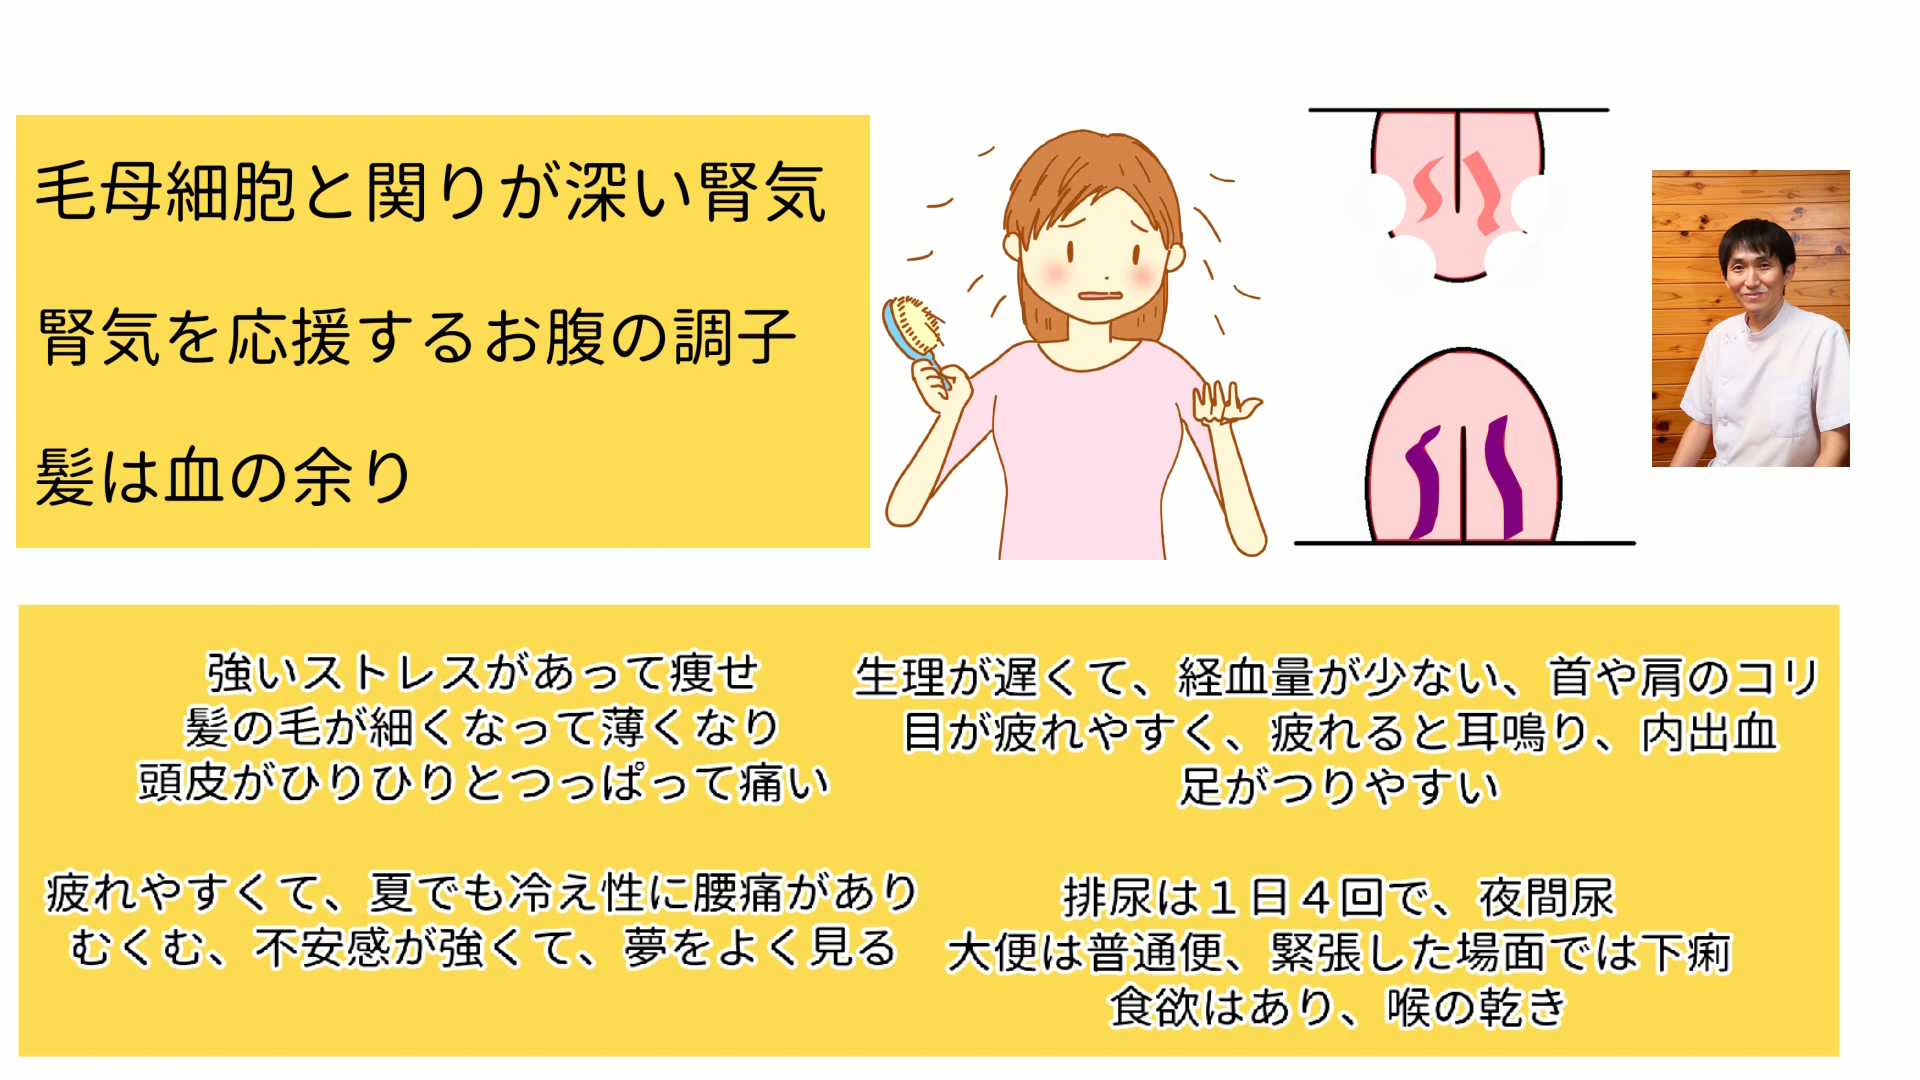 毛母細胞と関りが深い腎気
腎気を応援するお腹の調子
髪は血の余り
強いストレスがあって痩せ
髪の毛が細くなって薄くなり
頭皮がひりひりとつっぱって痛い
生理が遅くて、経血量が少ない、首や肩のコリ
目が疲れやすく、疲れると耳鳴り、内出血
足がつりやすい
疲れやすくて、夏でも冷え性に腰痛があり
むくむ、不安感が強くて、夢をよく見る
排尿は１日４回で、夜間尿
大便は普通便、緊張した場面では下痢
食欲はあり、喉の乾き